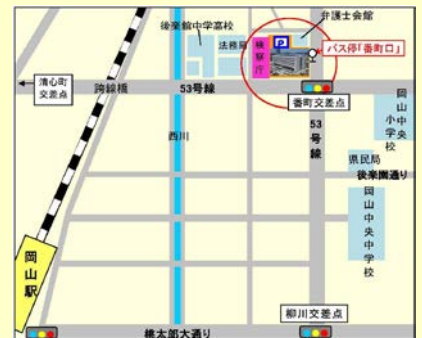 弁護士会館
後楽館中学高校
P
法務局
検察庁
バス停「番町口」
清心町
交差点
跨線橋
53号線
番町交差点
岡山中央
小学校
53号線
西川
県民局
後楽園通り
岡山中央中学校
岡山駅
柳川交差点
桃太郎大通り